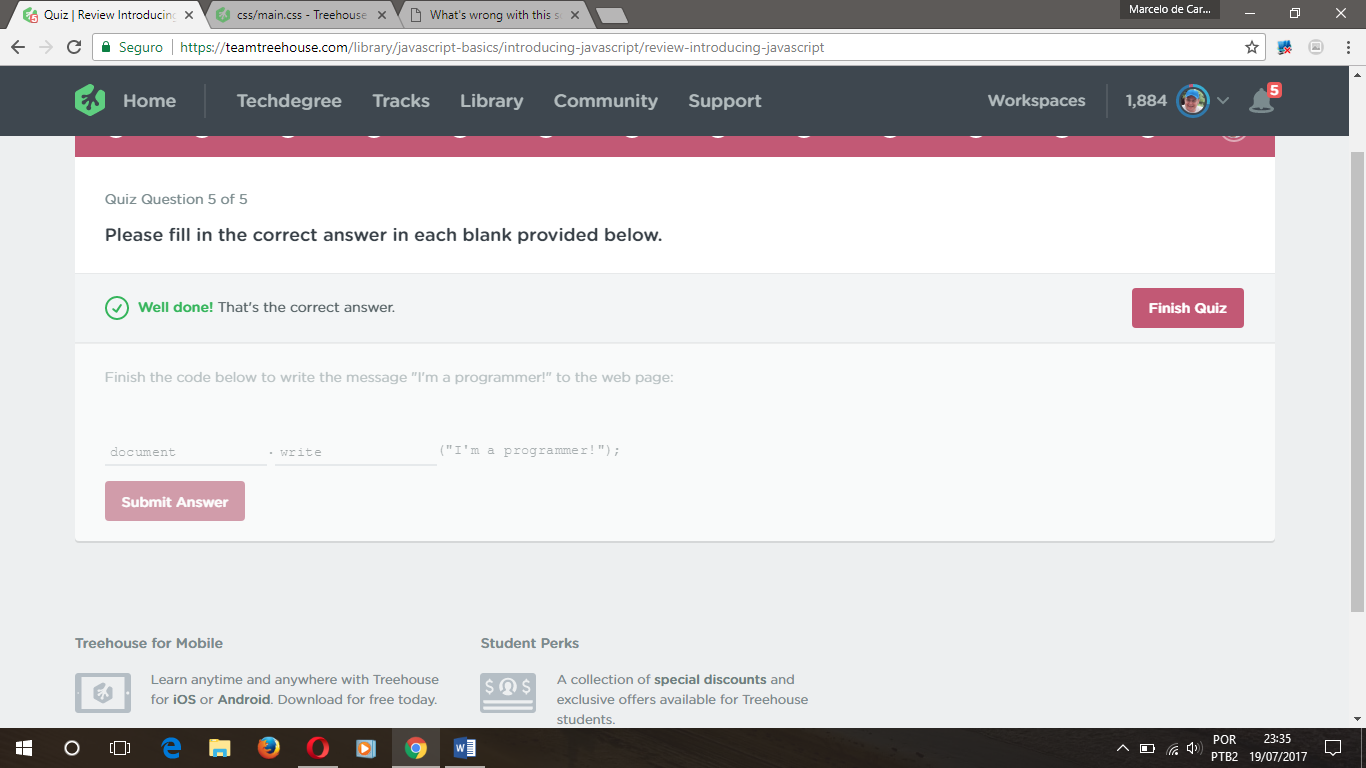 Marcelo de Car...
Quiz | Review Introducing
css/main.css - Treehouse
What's wrong with this s
Seguro
https://teamtreehouse.com/library/javascript-basics/introducing-javascript/review-introducing-javascript
Home Techdegree Tracks Library Community Support Workspaces 1,884 5
Quiz Question 5 of 5
Please fill in the correct answer in each blank provided below.
Well done! That's the correct answer.
Finish Quiz
Finish the code below to write the message "I'm a programmer!" to the web page:
document . write ("I'm a programmer!");
Submit Answer
Treehouse for Mobile
Learn anytime and anywhere with Treehouse
for iOS or Android. Download for free today.
Student Perks
A collection of special discounts and
exclusive offers available for Treehouse
students.
POR
PTB2
23:35
19/07/2017